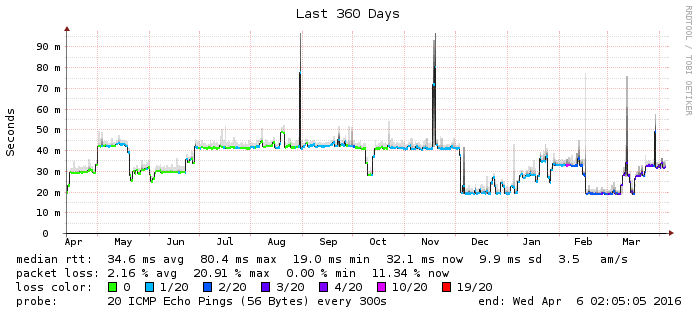 Last 360 Days
RRDTOOL / TOBI OETIKER
Seconds
90 m
80 m
70 m
60 m
50 m
40 m
30 m
20 m
10 m
0
Apr May Jun Jul Aug Sep Oct Nov Dec Jan Feb Mar
median rtt: 34.6 ms avg 80.4 ms max 19.0 ms min 32.1 ms now 9.9 ms sd 3.5 am/s
packet loss: 2.16 % avg 20.91 % max 0.00 % min 11.34 % now
loss color: 0 1/20 2/20 3/20 4/20 10/20 19/20
probe: 20 ICMP Echo Pings (56 Bytes) every 300s end: Wed Apr 6 02:05:05 2016